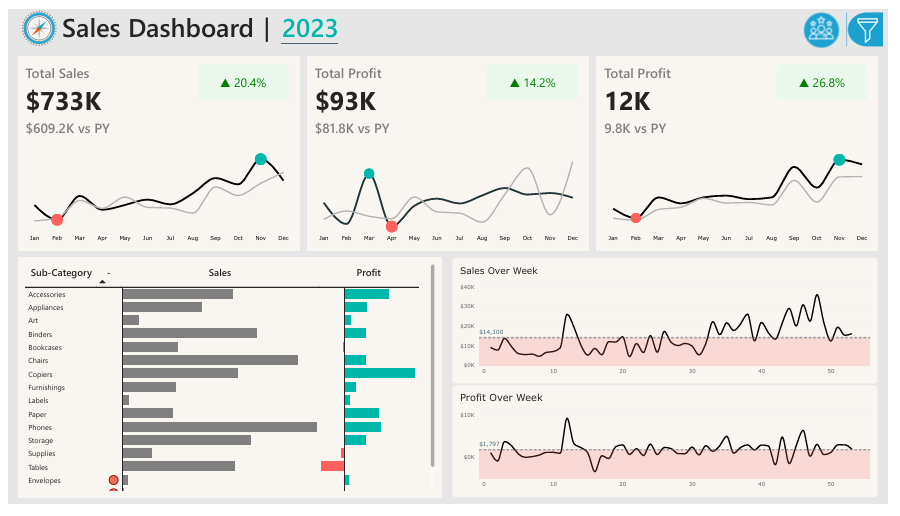 Sales Dashboard | 2023
Total Sales
▲ 20.4%
$733K
$609.2K vs PY
Jan Feb Mar Apr May Jun Jul Aug Sep Oct Nov Dec
Total Profit
▲ 14.2%
$93K
$81.8K vs PY
Jan Feb Mar Apr May Jun Jul Aug Sep Oct Nov Dec
Total Profit
▲ 26.8%
12K
9.8K vs PY
Jan Feb Mar Apr May Jun Jul Aug Sep Oct Nov Dec
Sub-Category - Sales Profit
Accessories
Appliances
Art
Binders
Bookcases
Chairs
Copiers
Furnishings
Labels
Paper
Phones
Storage
Supplies
Tables
Envelopes
Sales Over Week
$40K
$30K
$20K
$14,100
$10K
$0K
0 10 20 30 40 50
Profit Over Week
$10K
$1,797
$0K
0 10 20 30 40 50